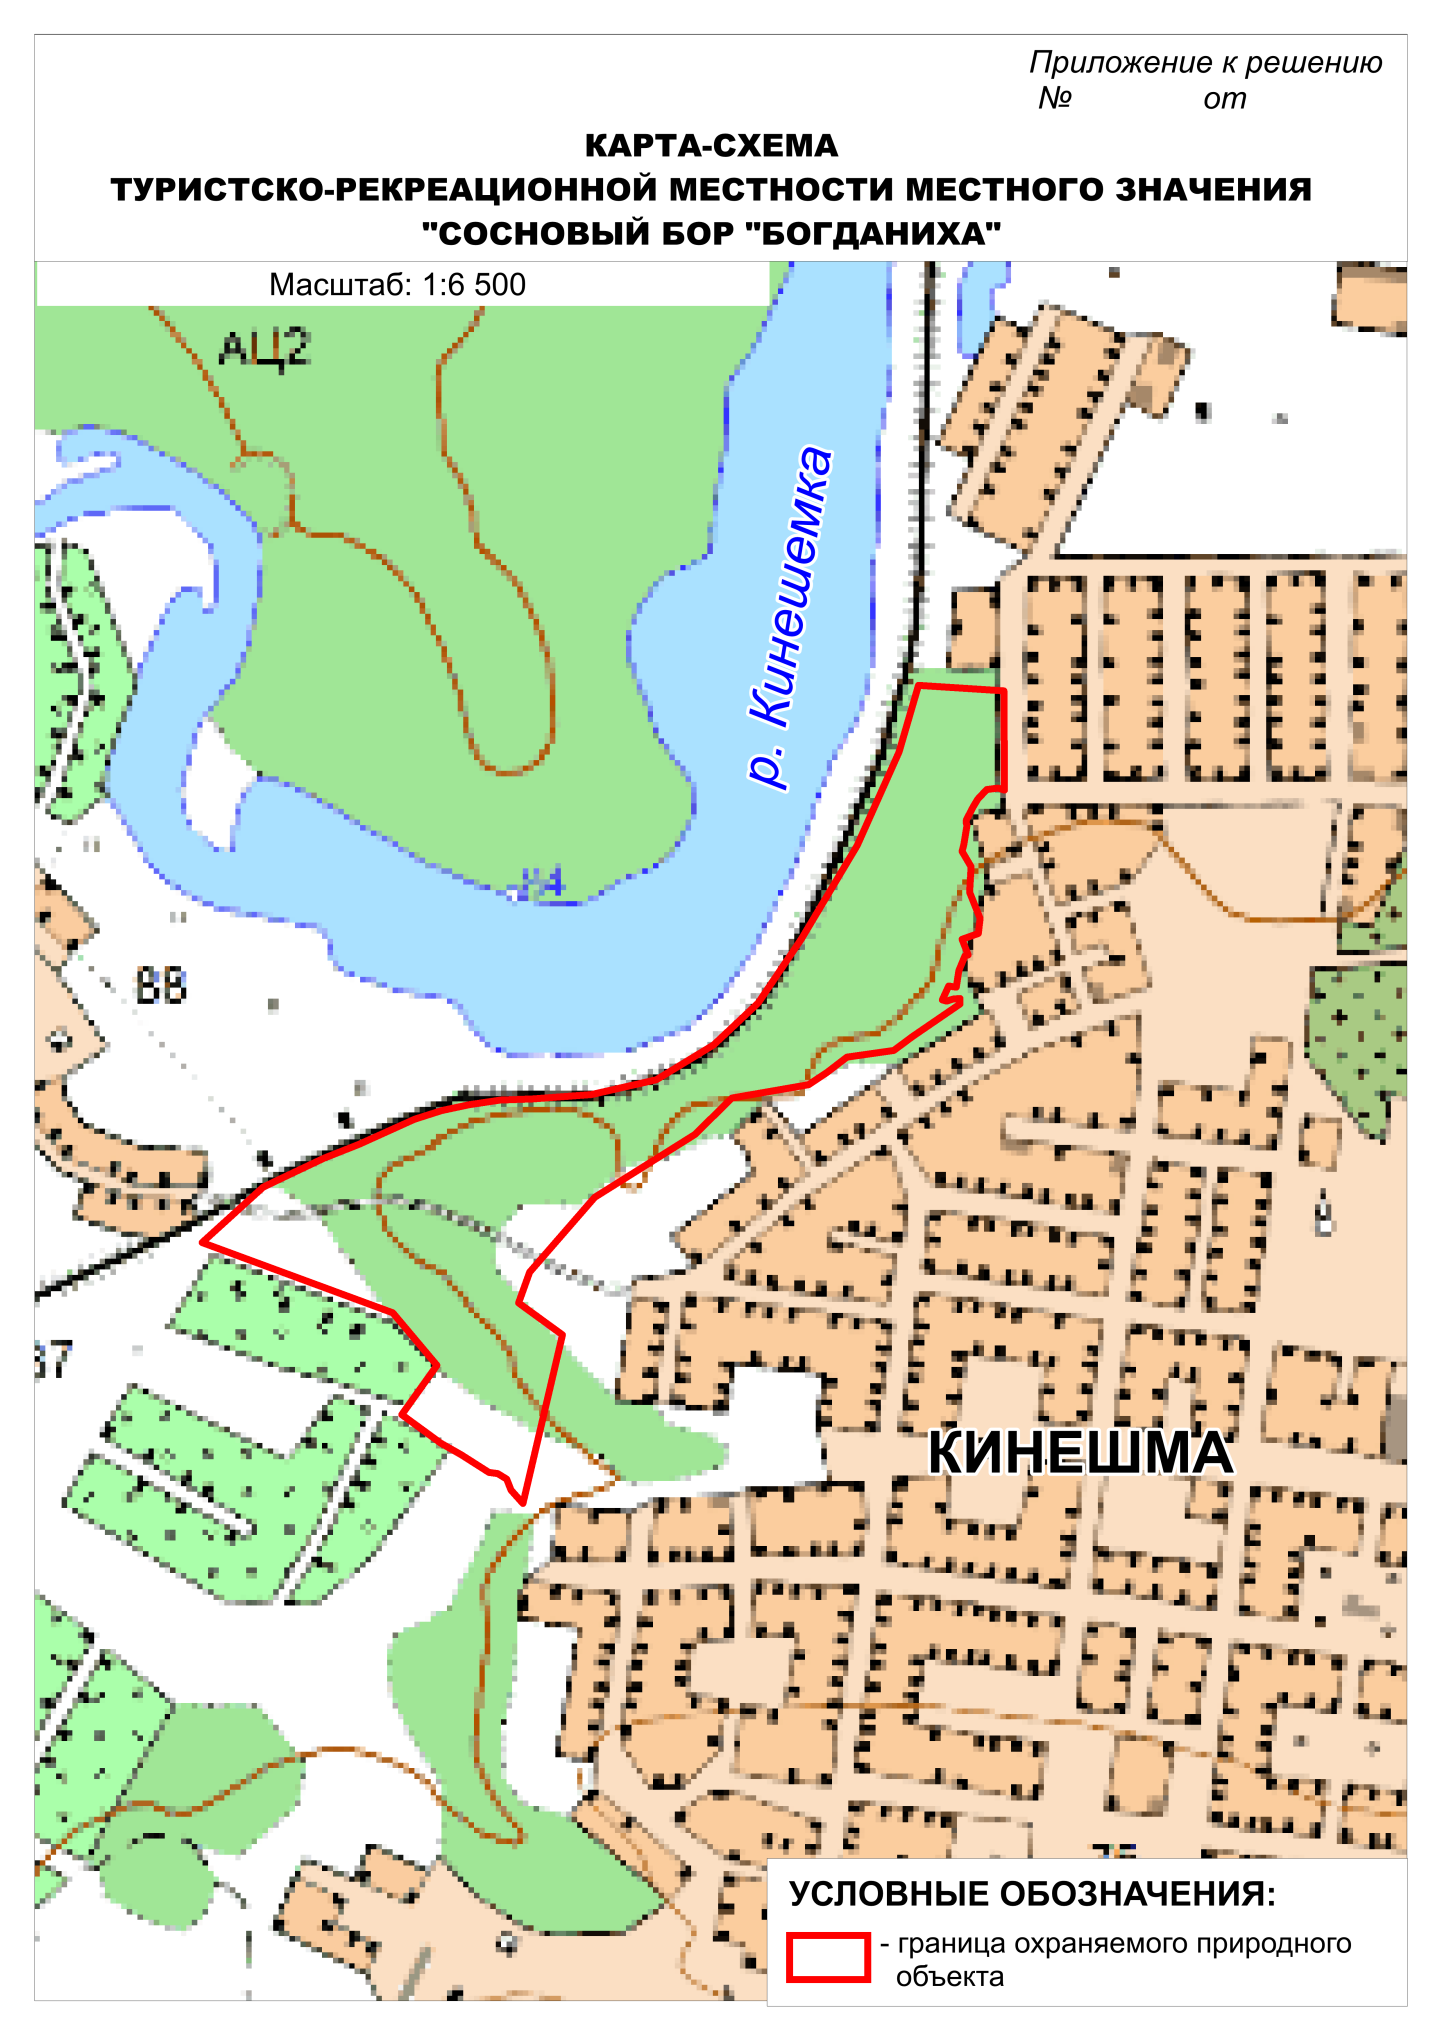 Приложение к решению
№ от
КАРТА-СХЕМА
ТУРИСТСКО-РЕКРЕАЦИОННОЙ МЕСТНОСТИ МЕСТНОГО ЗНАЧЕНИЯ
"СОСНОВЫЙ БОР "БОГДАНИХА"
Масштаб: 1:6 500
АЦ2
р. Кинешемка
88
КИНЕШМА
УСЛОВНЫЕ ОБОЗНАЧЕНИЯ:
- граница охраняемого природного
объекта